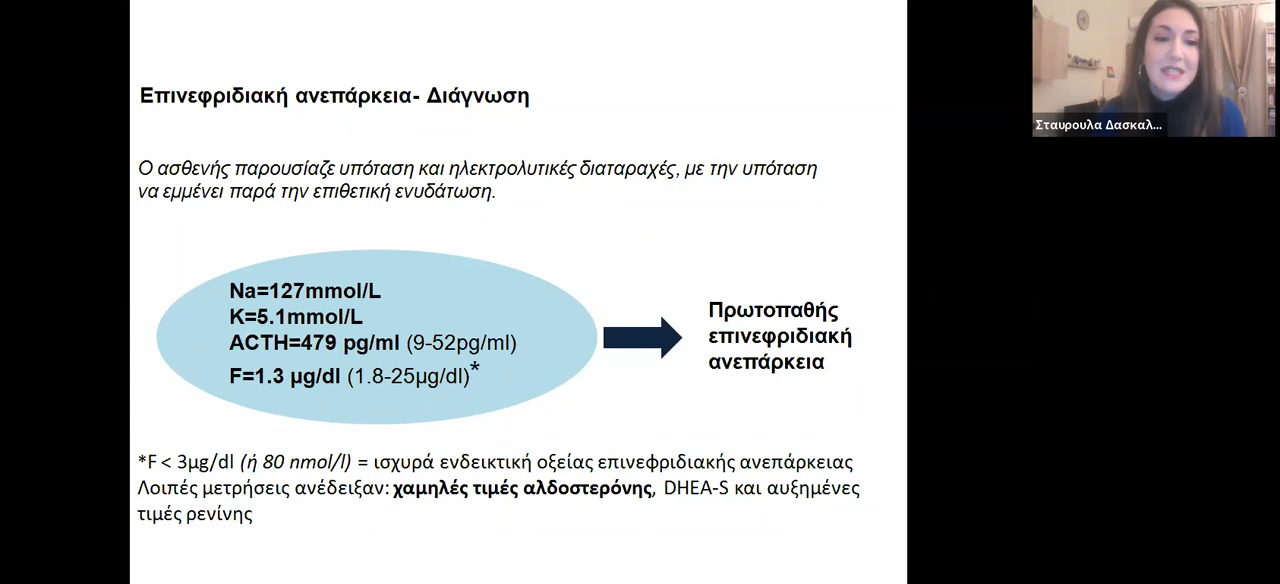 Επινεφριδιακή ανεπάρκεια- Διάγνωση
Σταυρουλα Δασκαλ...
Ο ασθενής παρουσίαζε υπόταση και ηλεκτρολυτικές διαταραχές, με την υπόταση
να εμμένει παρά την επιθετική ενυδάτωση.
Na=127mmol/L
K=5.1mmol/L
ACTH=479 pg/ml (9-52pg/ml)
F=1.3 μg/dl (1.8-25μg/dl)*
Πρωτοπαθής
επινεφριδιακή
ανεπάρκεια
*F < 3μg/dl (ή 80 nmol/l) = ισχυρά ενδεικτική οξείας επινεφριδιακής ανεπάρκειας
Λοιπές μετρήσεις ανέδειξαν: χαμηλές τιμές αλδοστερόνης, DHEA-S και αυξημένες
τιμές ρενίνης